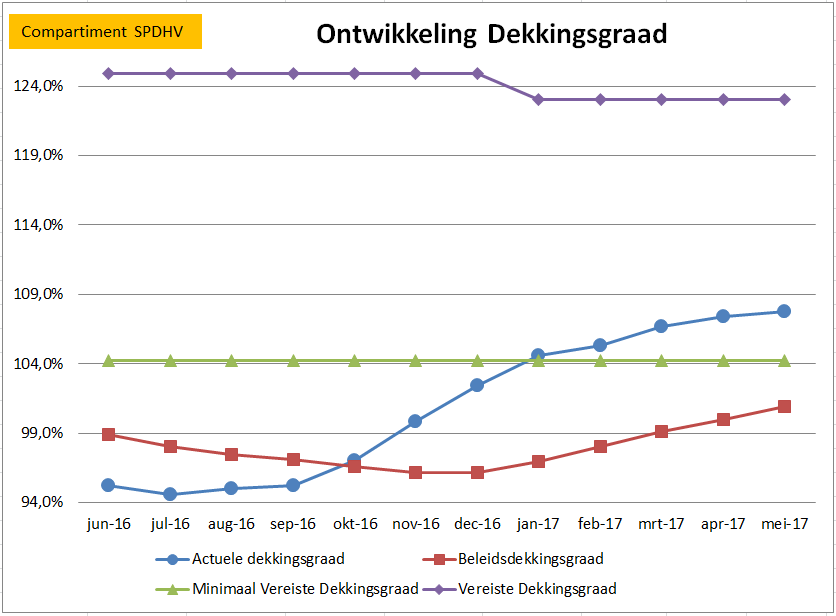 Compartiment SPDHV
Ontwikkeling Dekkingsgraad
124,0%
119,0%
114,0%
109,0%
104,0%
99,0%
94,0%
jun-16 jul-16 aug-16 sep-16 okt-16 nov-16 dec-16 jan-17 feb-17 mrt-17 apr-17 mei-17
Actuele dekkingsgraad Beleidsdekkingsgraad
Minimaal Vereiste Dekkingsgraad Vereiste Dekkingsgraad